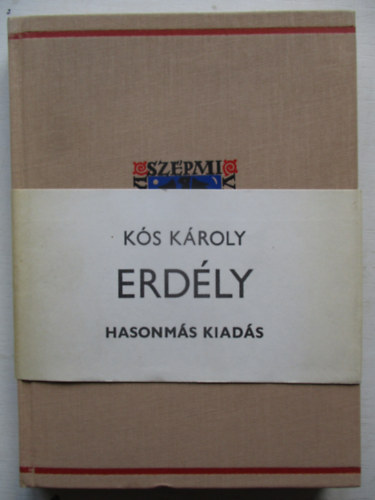 SZÉPMI
KÓS KÁROLY
ERDÉLY
HASONMÁS KIADÁS